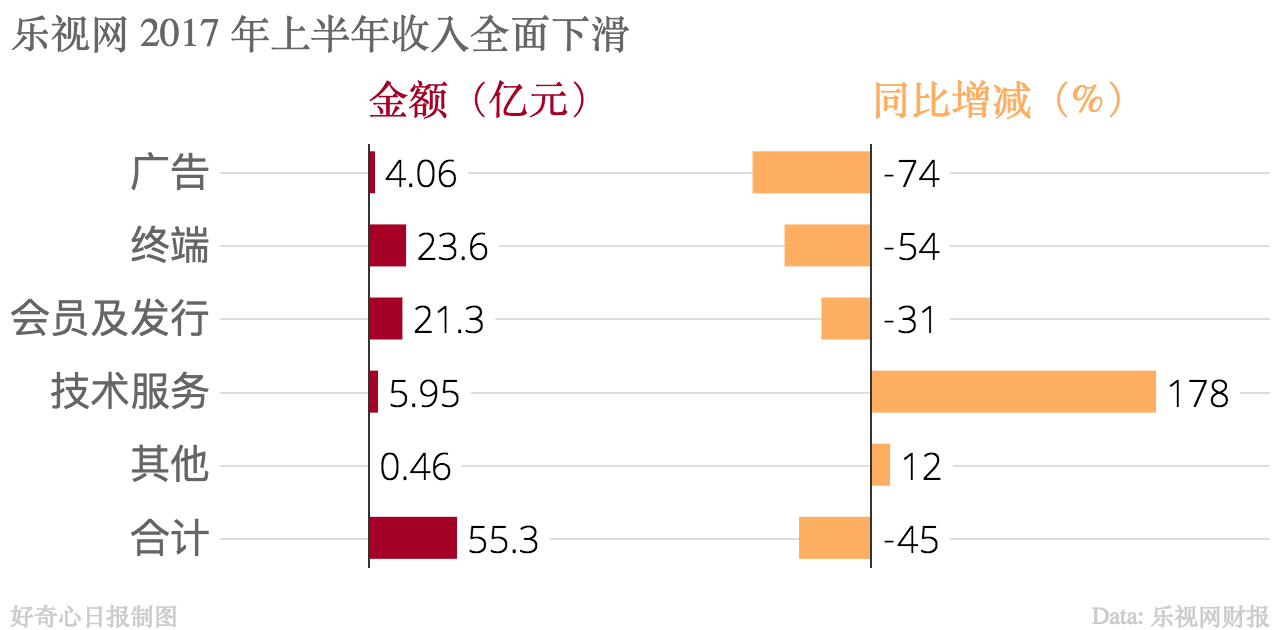 乐视网 2017 年上半年收入全面下滑
金额（亿元） 同比增减（%）
广告 4.06 -74
终端 23.6 -54
会员及发行 21.3 -31
技术服务 5.95 178
其他 0.46 12
合计 55.3 -45
好奇心日报制图 Data: 乐视网财报